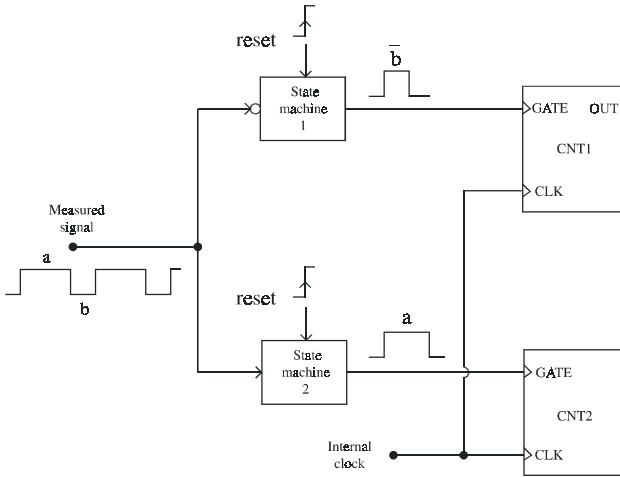 reset
b̅
State
machine
1
GATE OUT
CNT1
CLK
Measured
signal
a
b
reset
a
State
machine
2
GATE
CNT2
CLK
Internal
clock